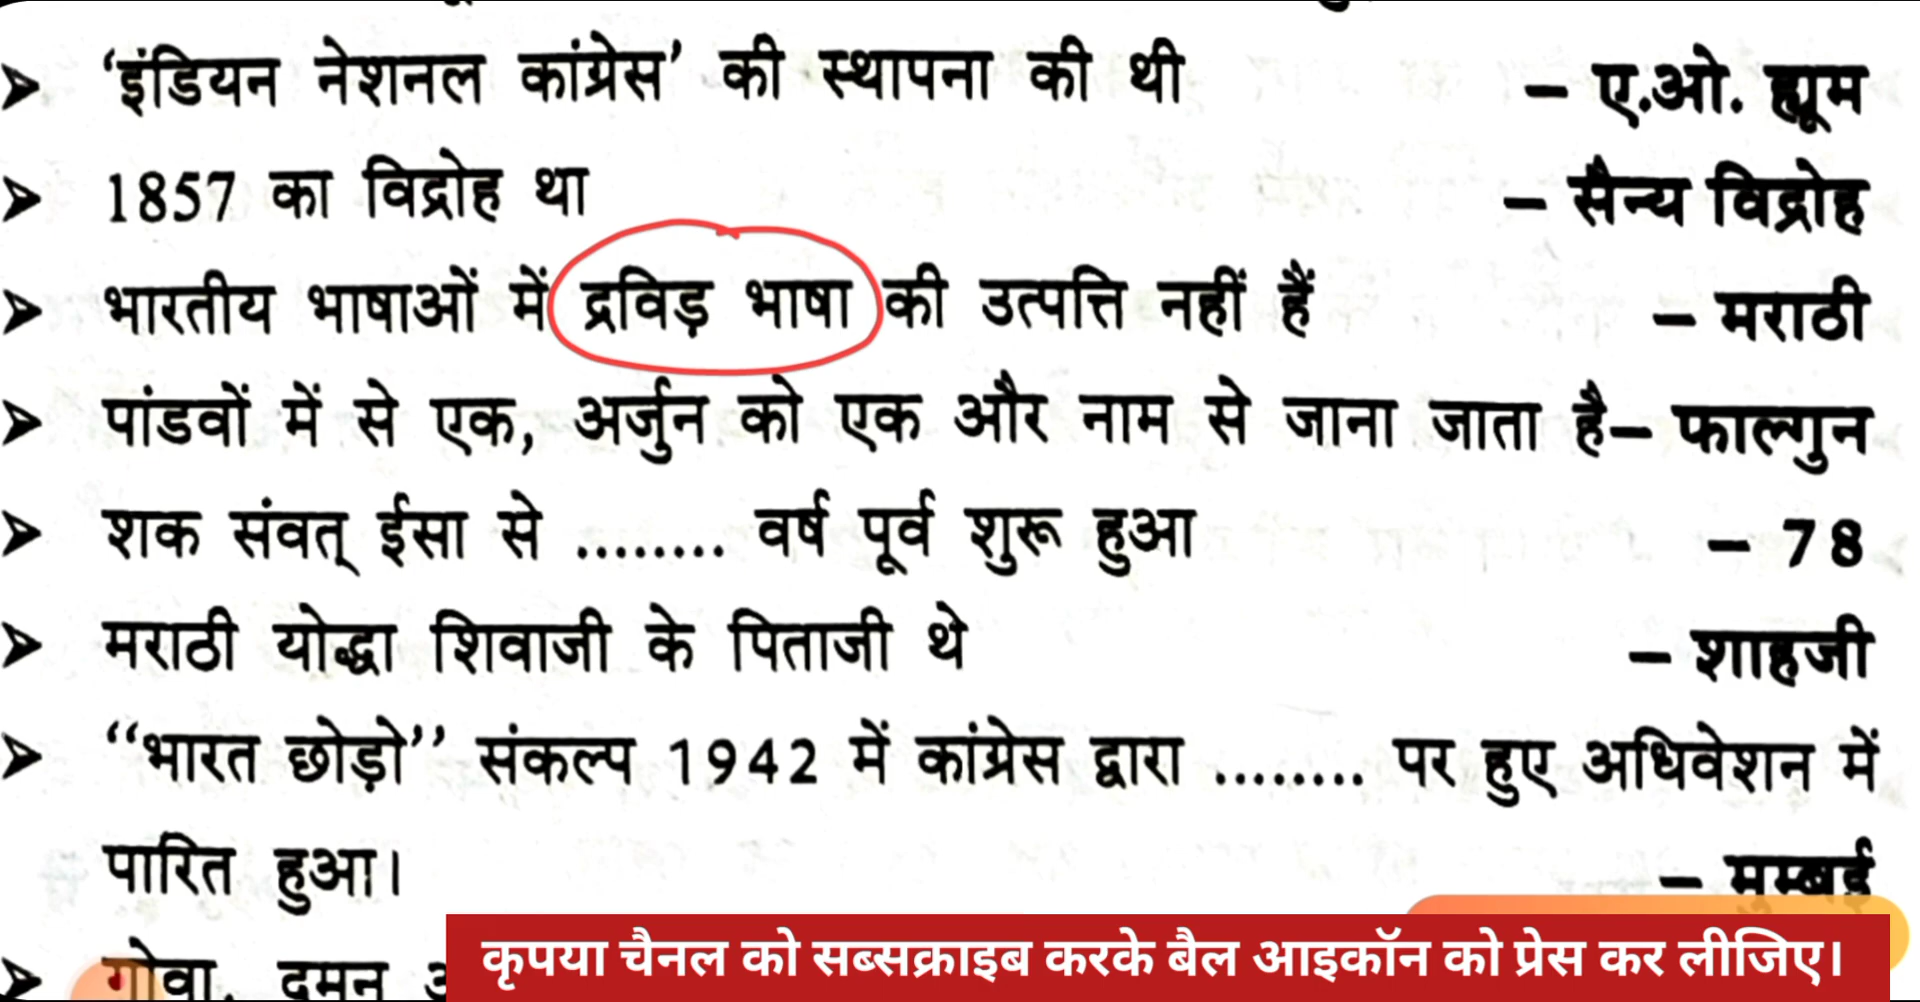 ➤ ‘इंडियन नेशनल कांग्रेस’ की स्थापना की थी – ए.ओ. ह्यूम
➤ 1857 का विद्रोह था – सैन्य विद्रोह
➤ भारतीय भाषाओं में द्रविड़ भाषा की उत्पत्ति नहीं हैं – मराठी
➤ पांडवों में से एक, अर्जुन को एक और नाम से जाना जाता है– फाल्गुन
➤ शक संवत् ईसा से ........ वर्ष पूर्व शुरू हुआ – 78
➤ मराठी योद्धा शिवाजी के पिताजी थे – शाहजी
➤ ‘‘भारत छोड़ो’’ संकल्प 1942 में कांग्रेस द्वारा ........ पर हुए अधिवेशन में
पारित हुआ। – मुम्बई
➤ गोवा, दमन
कृपया चैनल को सब्सक्राइब करके बैल आइकॉन को प्रेस कर लीजिए।